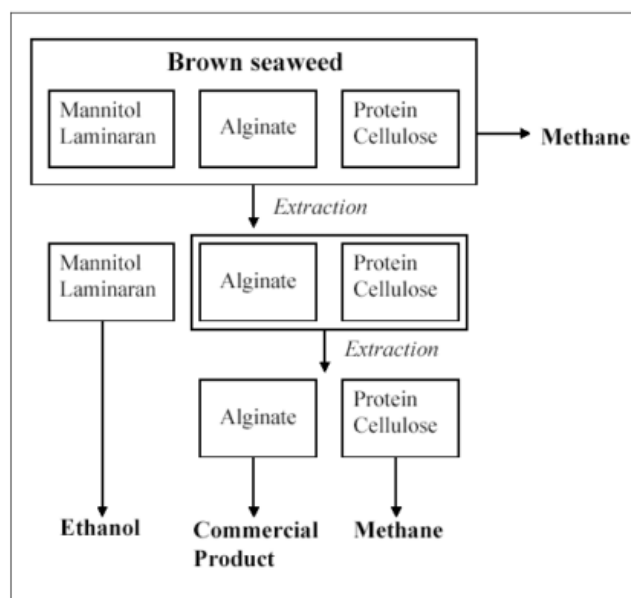 Brown seaweed
Mannitol
Laminaran
Alginate
Protein
Cellulose
Methane
Extraction
Mannitol
Laminaran
Alginate
Protein
Cellulose
Extraction
Alginate
Protein
Cellulose
Ethanol
Commercial
Product
Methane